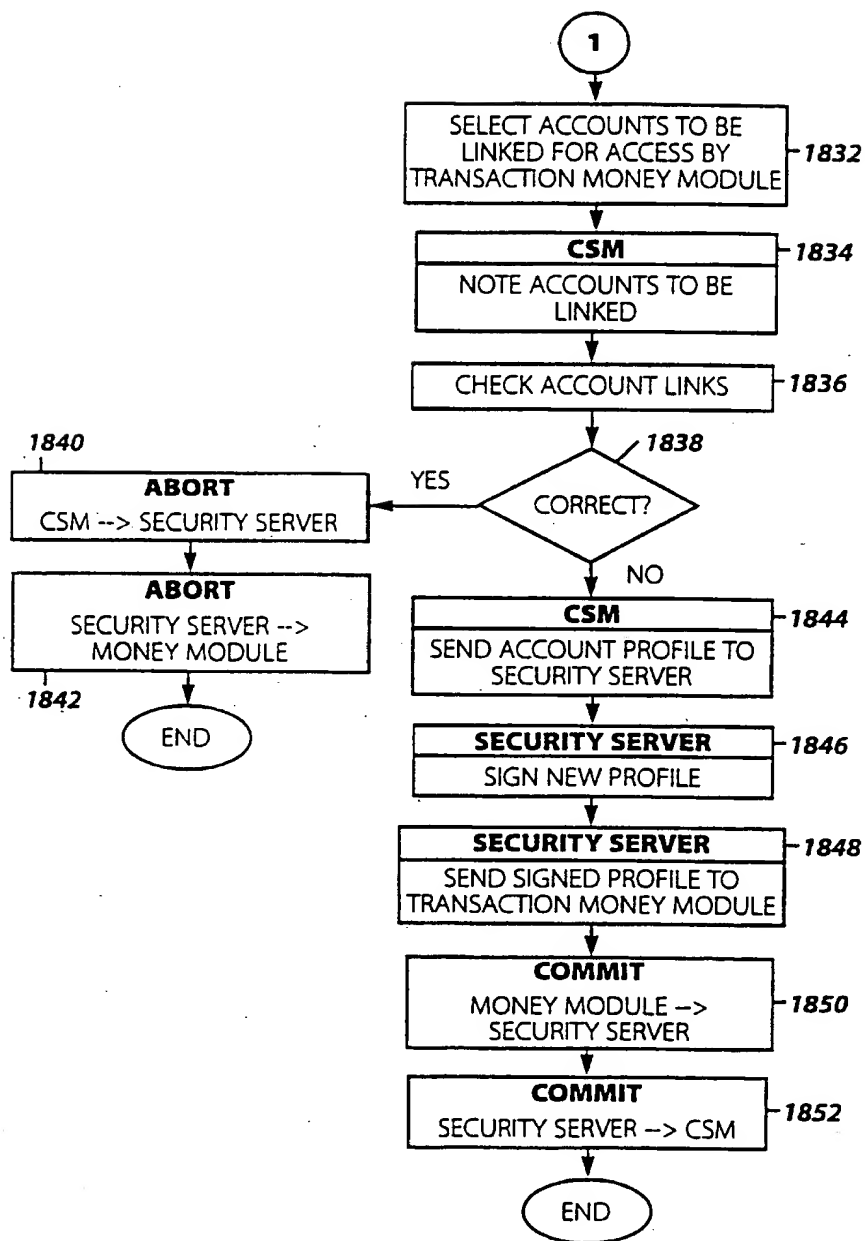 1
SELECT ACCOUNTS TO BE
LINKED FOR ACCESS BY
TRANSACTION MONEY MODULE
1832
CSM
1834
NOTE ACCOUNTS TO BE
LINKED
CHECK ACCOUNT LINKS
1836
1838
CORRECT?
YES
1840
ABORT
CSM --> SECURITY SERVER
ABORT
SECURITY SERVER -->
MONEY MODULE
1842
END
NO
CSM
1844
SEND ACCOUNT PROFILE TO
SECURITY SERVER
SECURITY SERVER
1846
SIGN NEW PROFILE
SECURITY SERVER
1848
SEND SIGNED PROFILE TO
TRANSACTION MONEY MODULE
COMMIT
MONEY MODULE -->
SECURITY SERVER
1850
COMMIT
SECURITY SERVER --> CSM
1852
END